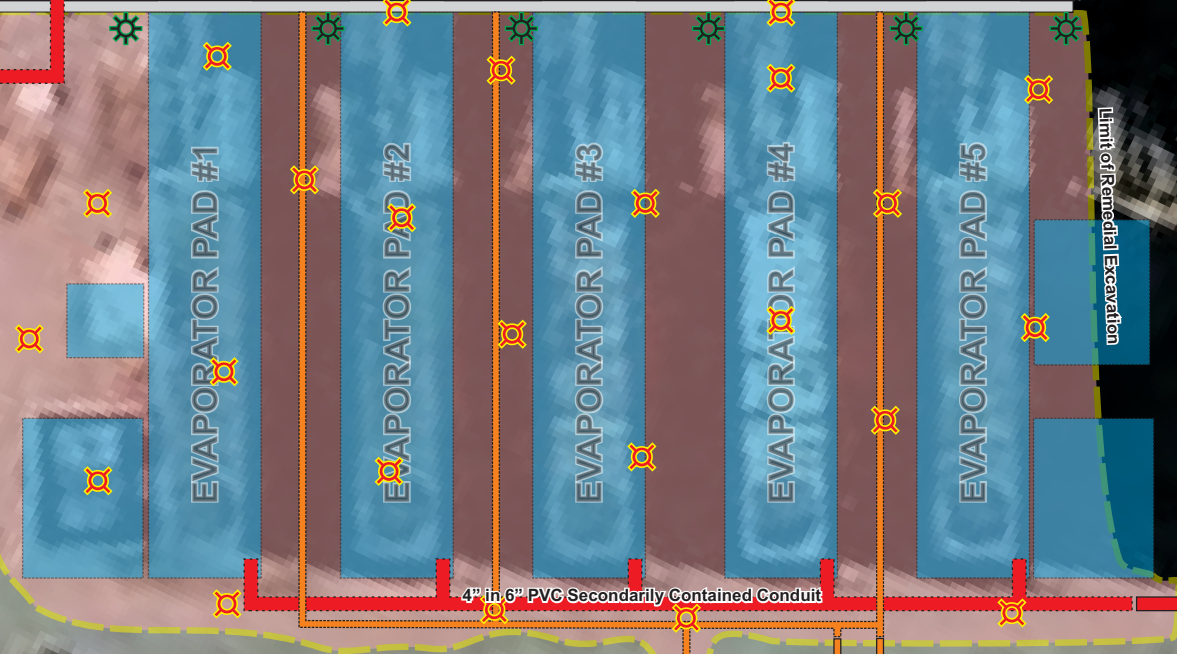 EVAPORATOR PAD #1
EVAPORATOR PAD #2
EVAPORATOR PAD #3
EVAPORATOR PAD #4
EVAPORATOR PAD #5
Limit of Remedial Excavation
4” in 6” PVC Secondarily Contained Conduit